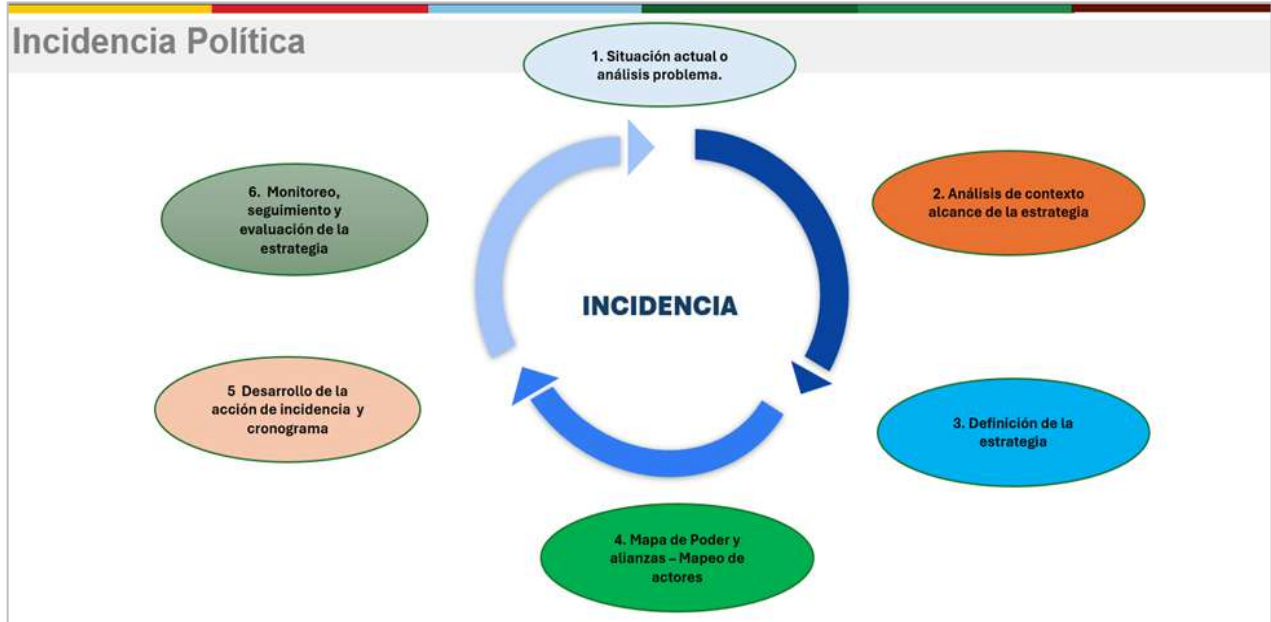 Incidencia Política
1. Situación actual o
análisis problema.
2. Análisis de contexto
alcance de la estrategia
3. Definición de la
estrategia
4. Mapa de Poder y
alianzas – Mapeo de
actores
5 Desarrollo de la
acción de incidencia y
cronograma
6. Monitoreo,
seguimiento y
evaluación de la
estrategia
INCIDENCIA